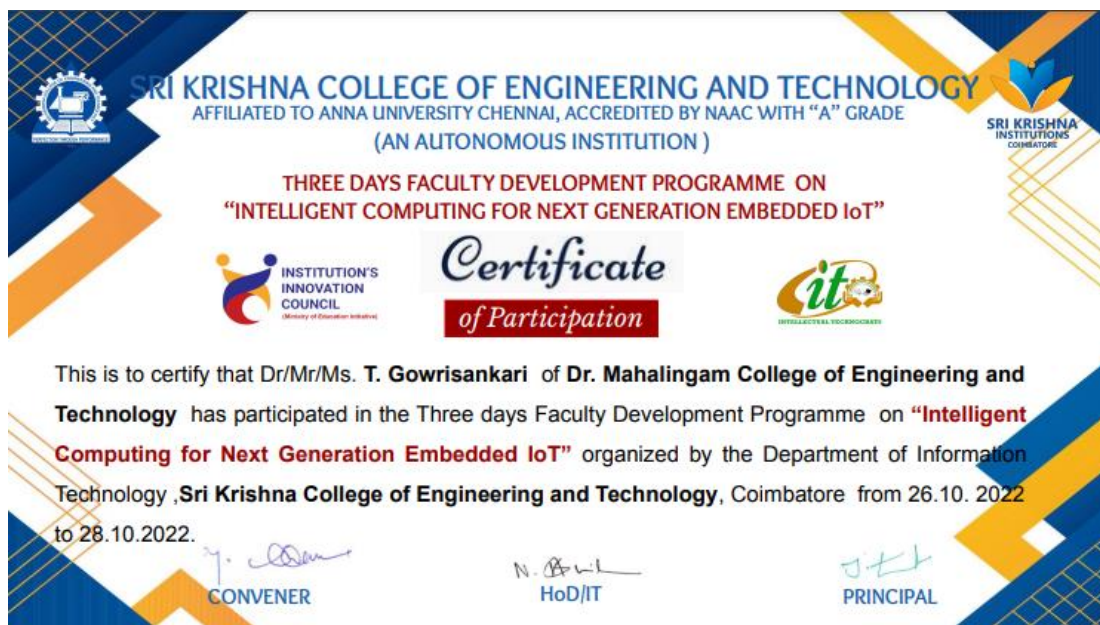 SRI KRISHNA COLLEGE OF ENGINEERING AND TECHNOLOGY
AFFILIATED TO ANNA UNIVERSITY CHENNAI, ACCREDITED BY NAAC WITH “A” GRADE
(AN AUTONOMOUS INSTITUTION )
SRI KRISHNA
INSTITUTIONS
COIMBATORE
THREE DAYS FACULTY DEVELOPMENT PROGRAMME ON
“INTELLIGENT COMPUTING FOR NEXT GENERATION EMBEDDED IoT”
INSTITUTION'S
INNOVATION
COUNCIL
(Ministry of Education Initiative)
Certificate
of Participation
it
INTELLECTUAL TECHNOCRATS
This is to certify that Dr/Mr/Ms. T. Gowrisankari of Dr. Mahalingam College of Engineering and
Technology has participated in the Three days Faculty Development Programme on “Intelligent
Computing for Next Generation Embedded IoT” organized by the Department of Information
Technology ,Sri Krishna College of Engineering and Technology, Coimbatore from 26.10. 2022
to 28.10.2022.
CONVENER
HoD/IT
PRINCIPAL